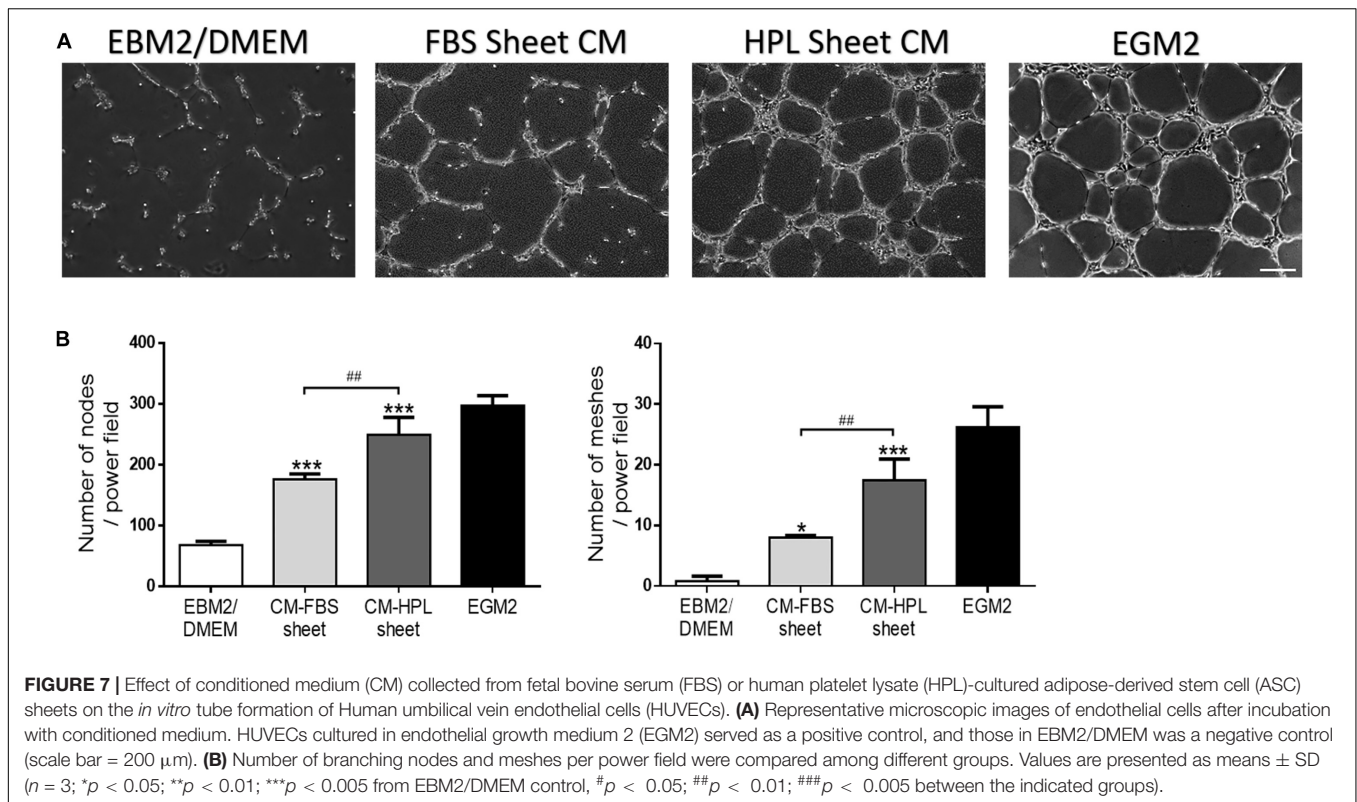 A
EBM2/DMEM FBS Sheet CM HPL Sheet CM EGM2
B
Number of nodes
/ power field
400
300
200
100
0
##
***
***
EBM2/
DMEM
CM-FBS
sheet
CM-HPL
sheet
EGM2
Number of meshes
/ power field
40
30
20
10
0
##
*
***
EBM2/
DMEM
CM-FBS
sheet
CM-HPL
sheet
EGM2
FIGURE 7 | Effect of conditioned medium (CM) collected from fetal bovine serum (FBS) or human platelet lysate (HPL)-cultured adipose-derived stem cell (ASC)
sheets on the in vitro tube formation of Human umbilical vein endothelial cells (HUVECs). (A) Representative microscopic images of endothelial cells after incubation
with conditioned medium. HUVECs cultured in endothelial growth medium 2 (EGM2) served as a positive control, and those in EBM2/DMEM was a negative control
(scale bar = 200 μm). (B) Number of branching nodes and meshes per power field were compared among different groups. Values are presented as means ± SD
(n = 3; *p < 0.05; **p < 0.01; ***p < 0.005 from EBM2/DMEM control, #p < 0.05; ##p < 0.01; ###p < 0.005 between the indicated groups).